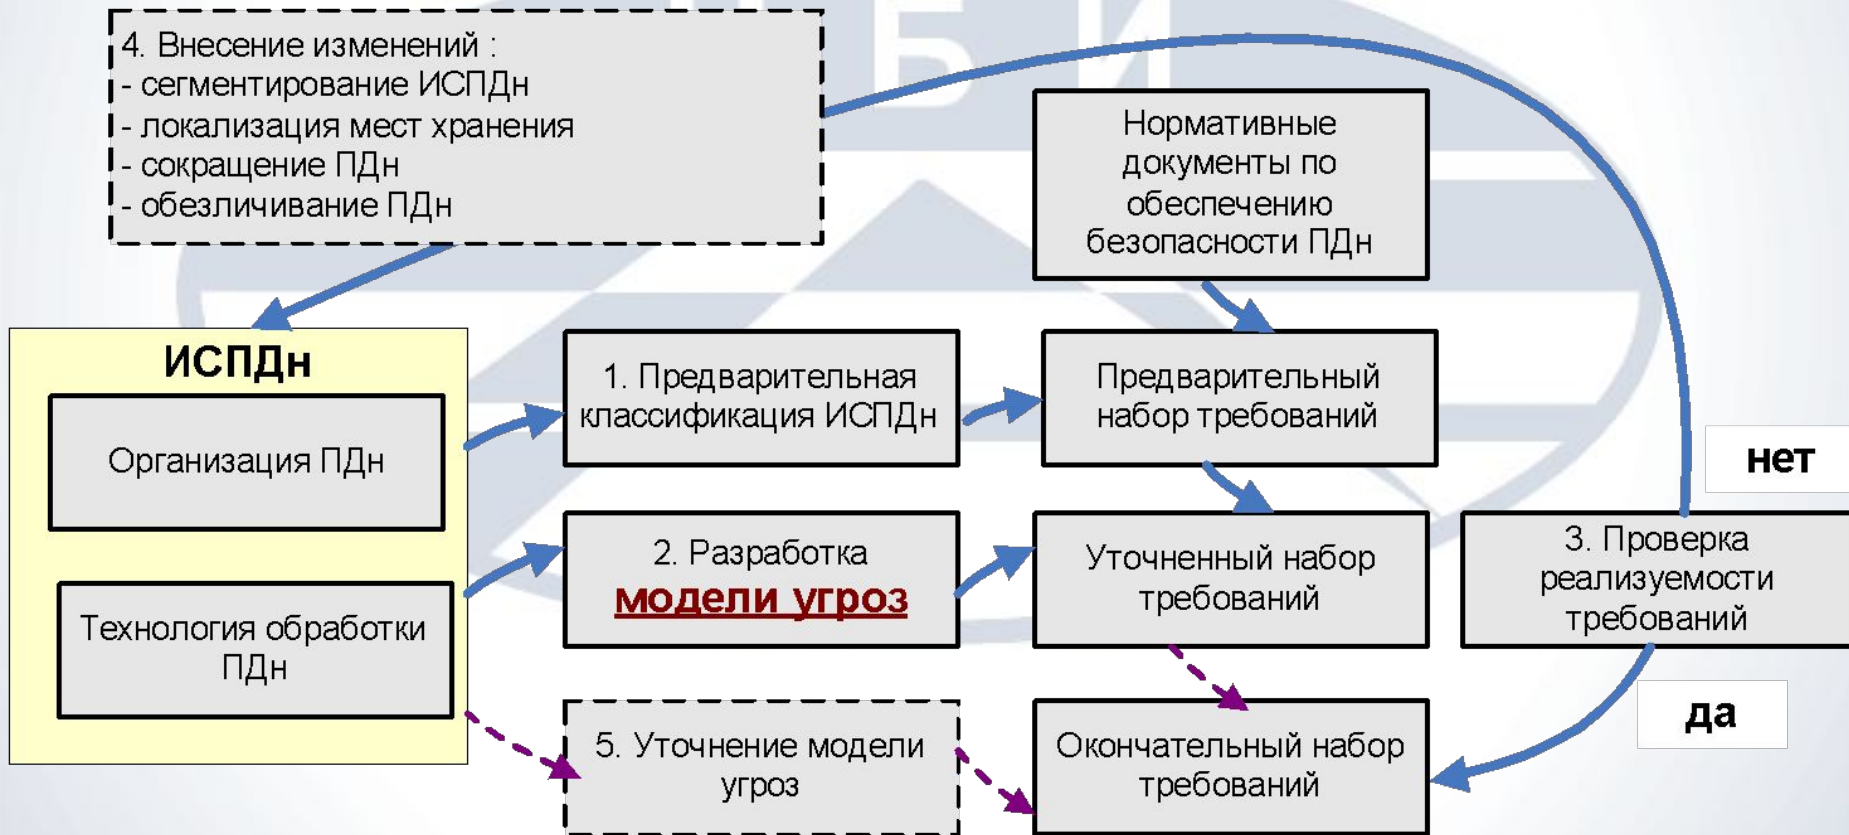 БИ
4. Внесение изменений :
- сегментирование ИСПДн
- локализация мест хранения
- сокращение ПДн
- обезличивание ПДн
Нормативные
документы по
обеспечению
безопасности ПДн
ИСПДн
Организация ПДн
Технология обработки
ПДн
1. Предварительная
классификация ИСПДн
Предварительный
набор требований
нет
2. Разработка
модели угроз
Уточненный набор
требований
3. Проверка
реализуемости
требований
да
5. Уточнение модели
угроз
Окончательный набор
требований